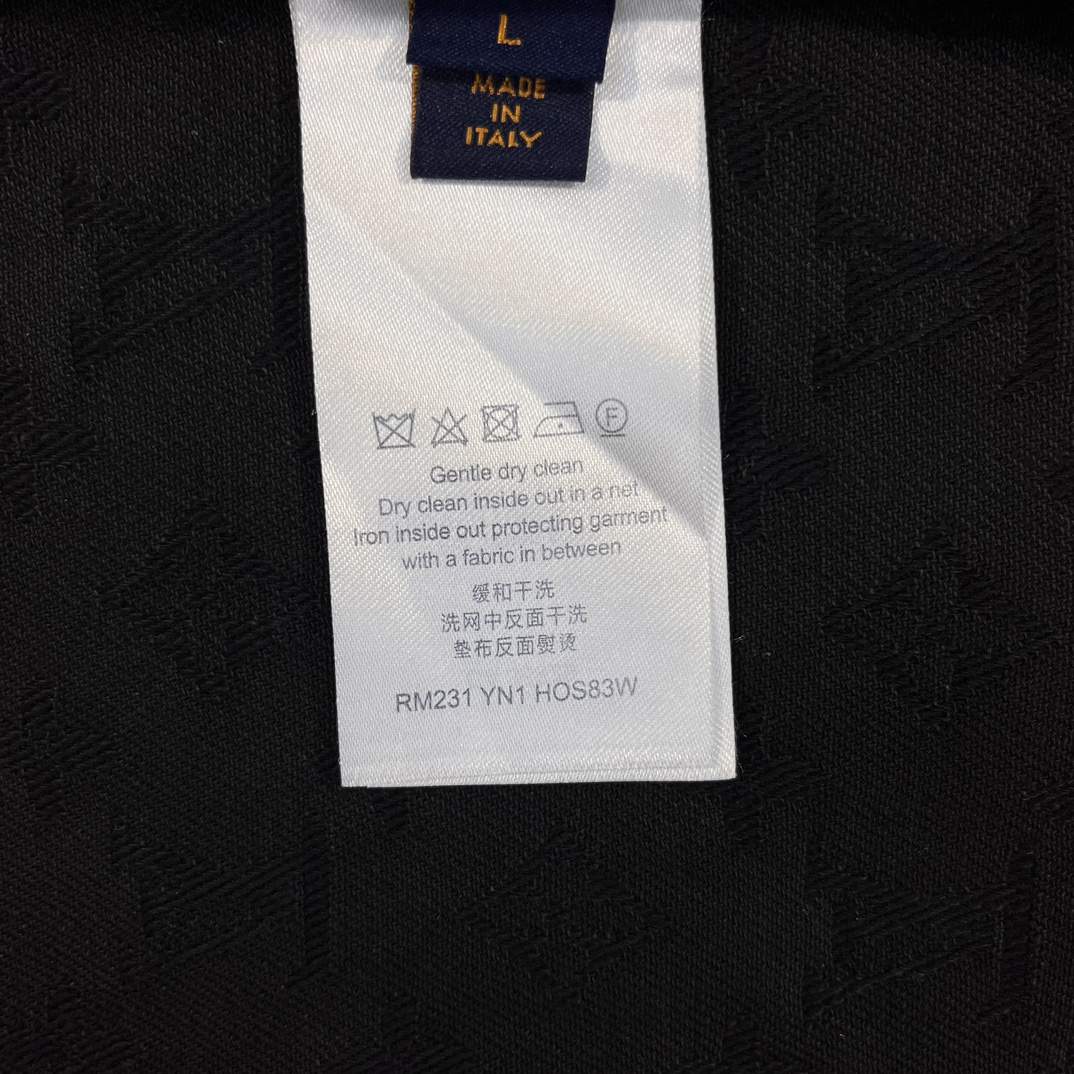 L
MADE
IN
ITALY
F
Gentle dry clean
Dry clean inside out in a net
Iron inside out protecting garment
with a fabric in between
缓和干洗
洗网中反面干洗
垫布反面熨烫
RM231 YN1 HOS83W